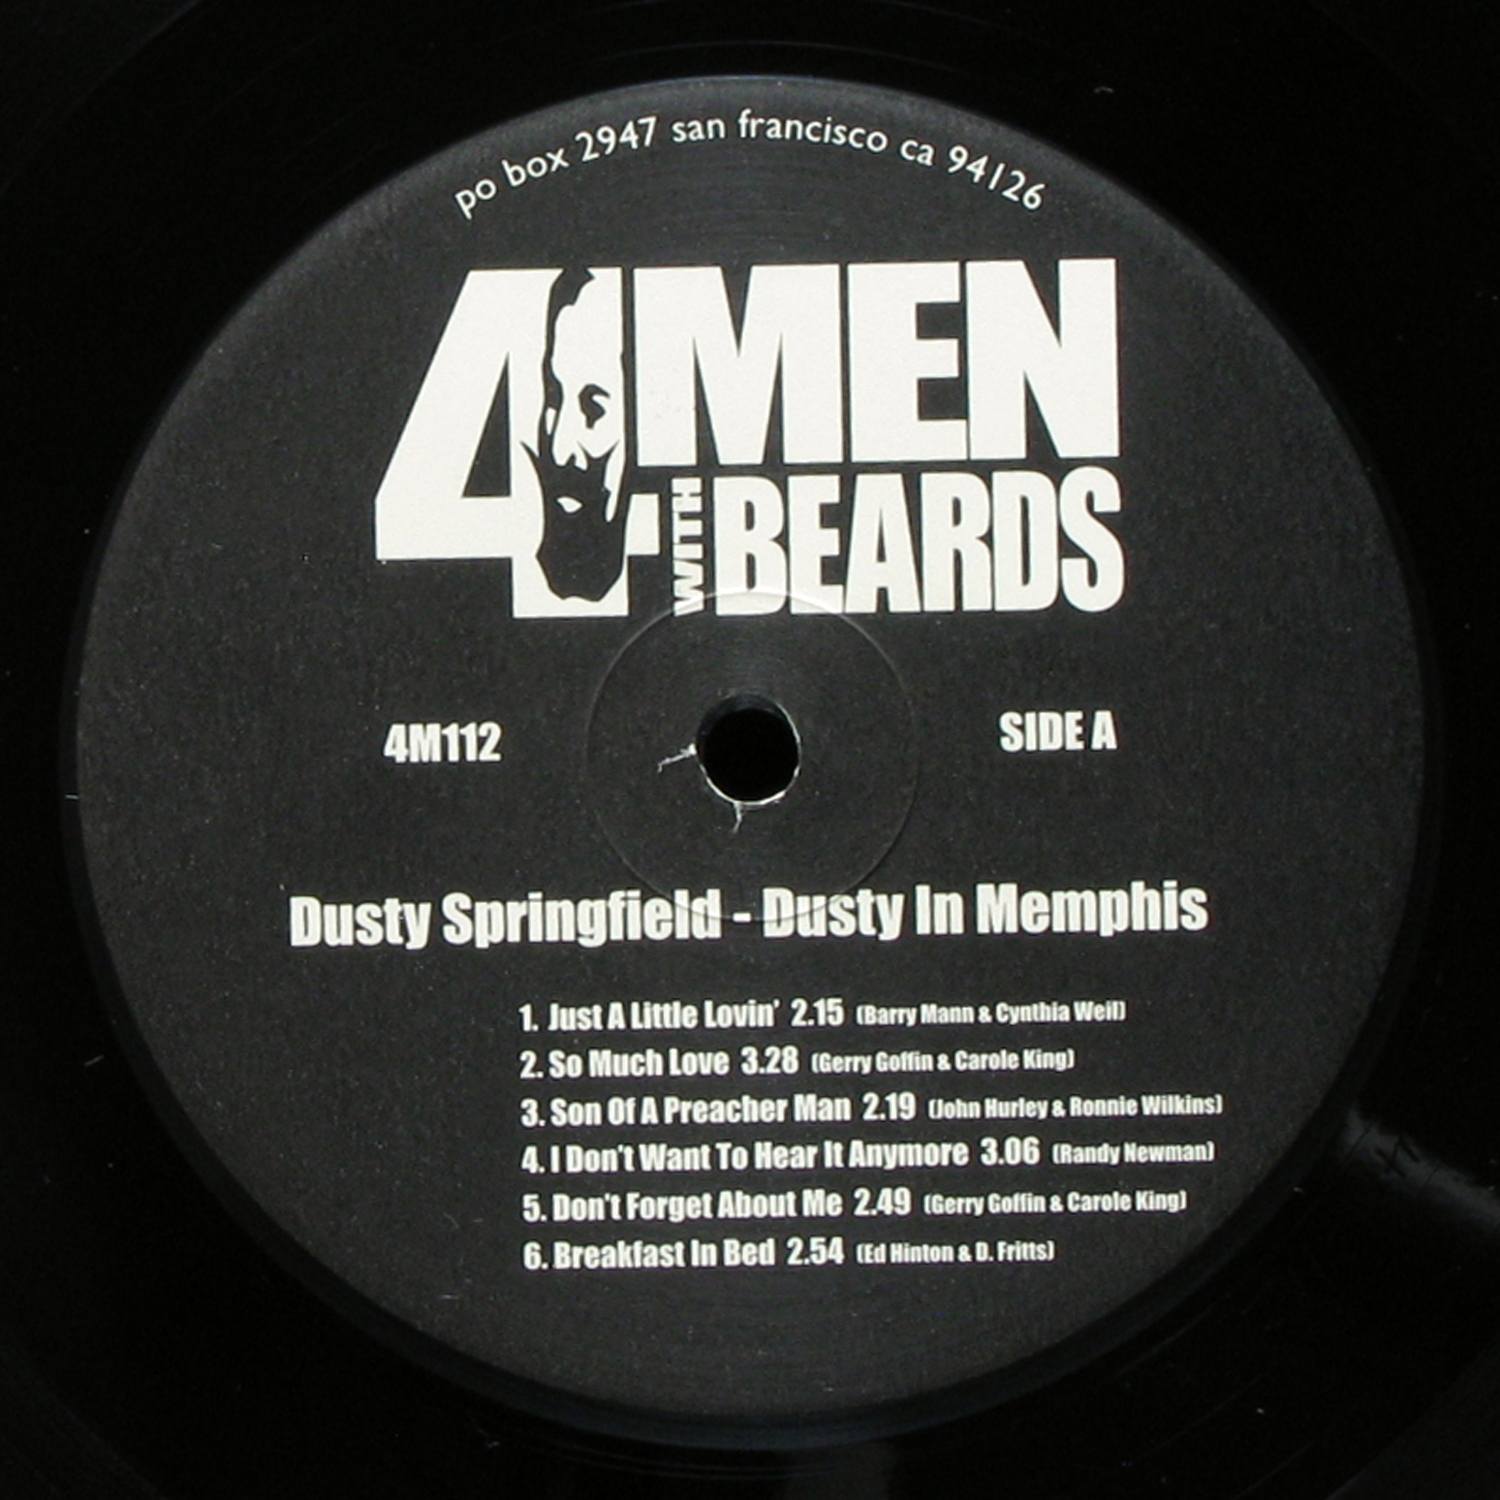 po box 2947 san francisco ca 94126
4 MEN
WITH BEARDS
4M112
SIDE A
Dusty Springfield - Dusty In Memphis
1. Just A Little Lovin' 2.15 (Barry Mann & Cynthia Weil)
2. So Much Love 3.28 (Gerry Goffin & Carole King)
3. Son Of A Preacher Man 2.19 (John Hurley & Ronnie Wilkins)
4. I Don't Want To Hear It Anymore 3.06 (Randy Newman)
5. Don't Forget About Me 2.49 (Gerry Goffin & Carole King)
6. Breakfast In Bed 2.54 (Ed Hinton & D. Fritts)